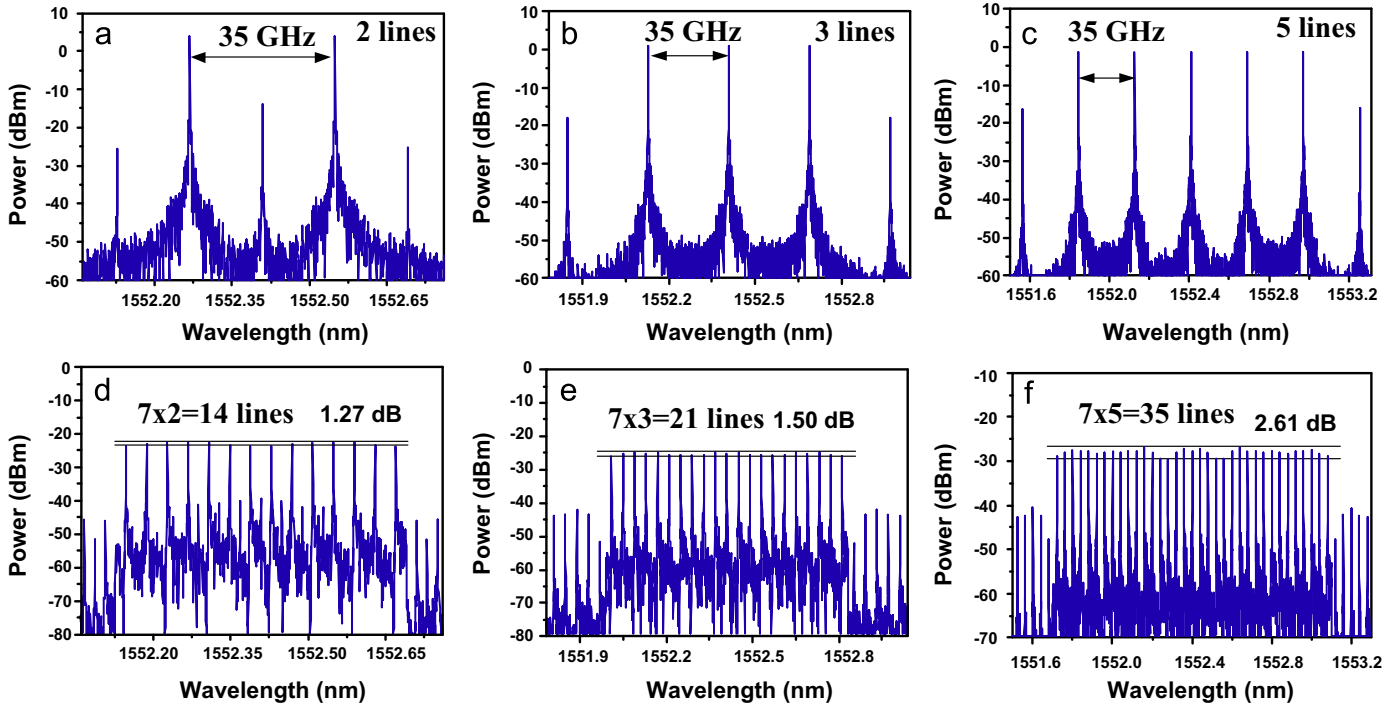 a
35 GHz
2 lines
10
0
-10
-20
-30
-40
-50
-60
Power (dBm)
1552.20 1552.35 1552.50 1552.65
Wavelength (nm)
b
35 GHz
3 lines
10
0
-10
-20
-30
-40
-50
-60
Power (dBm)
1551.9 1552.2 1552.5 1552.8
Wavelength (nm)
c
35 GHz
5 lines
10
0
-10
-20
-30
-40
-50
-60
Power (dBm)
1551.6 1552.0 1552.4 1552.8 1553.2
Wavelength (nm)
d
7x2=14 lines 1.27 dB
0
-10
-20
-30
-40
-50
-60
-70
-80
Power (dBm)
1552.20 1552.35 1552.50 1552.65
Wavelength (nm)
e
7x3=21 lines 1.50 dB
0
-10
-20
-30
-40
-50
-60
-70
-80
Power (dBm)
1551.9 1552.2 1552.5 1552.8
Wavelength (nm)
f
7x5=35 lines 2.61 dB
-10
-20
-30
-40
-50
-60
-70
Power (dBm)
1551.6 1552.0 1552.4 1552.8 1553.2
Wavelength (nm)